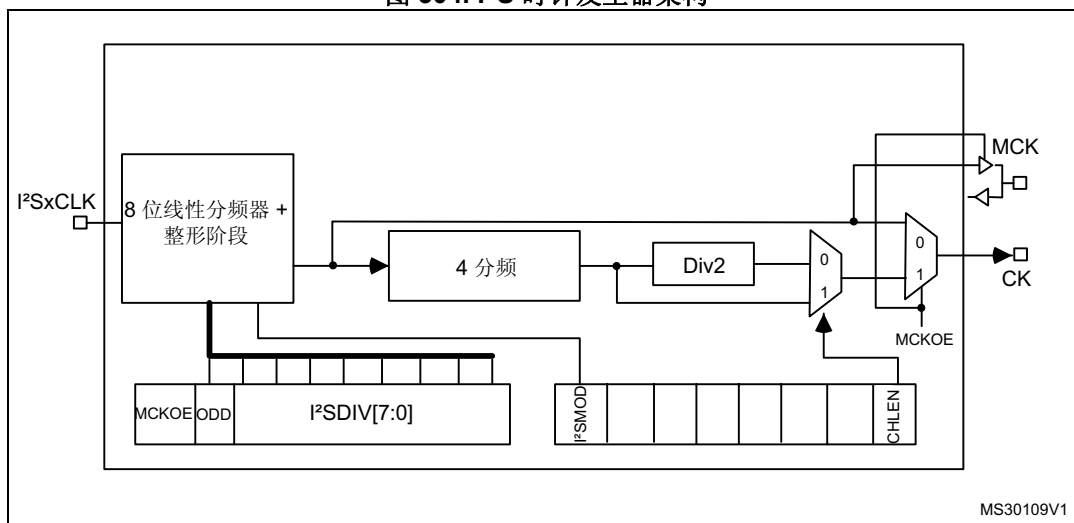 I²SxCLK
8 位线性分频器 +
整形阶段
4 分频
Div2
0
1
0
1
MCK
CK
MCKOE
MCKOE
ODD
I²SDIV[7:0]
I²SMOD
CHLEN
MS30109V1